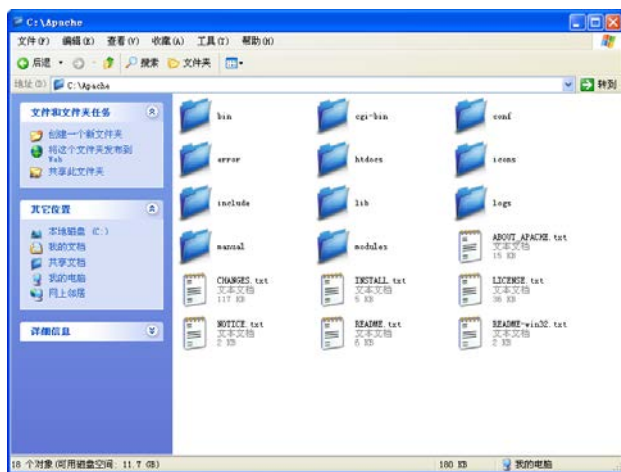 C:\Apache
文件(F) 编辑(E) 查看(V) 收藏(A) 工具(T) 帮助(H)
后退 搜索 文件夹
地址(D) C:\Apache 转到
文件和文件夹任务
创建一个新文件夹
将这个文件夹发布到
Web
共享此文件夹
其它位置
本地磁盘 (C:)
我的文档
共享文档
我的电脑
网上邻居
详细信息
bin cgi-bin conf
error htdocs icons
include lib logs
manual modules ABOUT_APACHE.txt
文本文档
15 KB
CHANGES.txt INSTALL.txt LICENSE.txt
文本文档 文本文档 文本文档
117 KB 5 KB 36 KB
NOTICE.txt README.txt README-win32.txt
文本文档 文本文档 文本文档
2 KB 5 KB 2 KB
18 个对象(可用磁盘空间: 11.7 GB) 180 KB 我的电脑